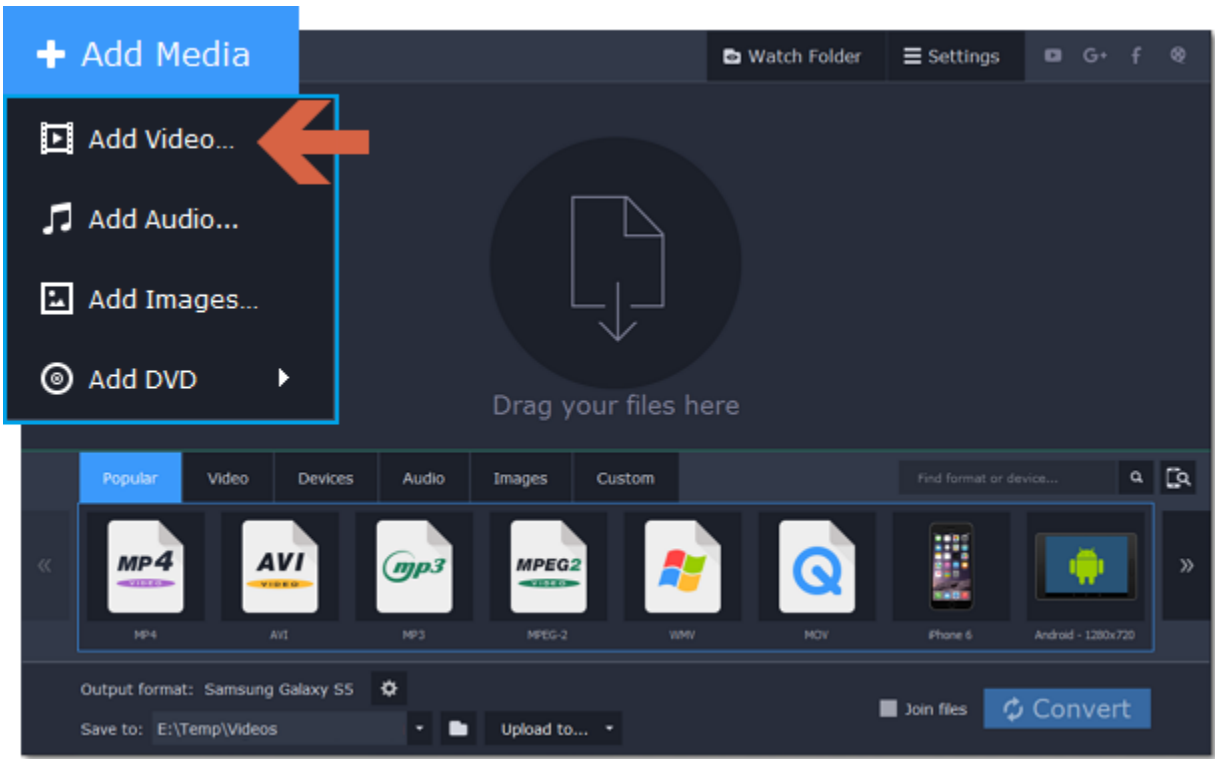 Add Media
Watch Folder
Settings
G+
f
Add Video...
Add Audio...
Add Images...
Add DVD
Drag your files here
Popular Video Devices Audio Images Custom
Find format or device...
MP4
VIDEO
AVI
VIDEO
mp3
MPEG2
VIDEO
MP4 AVI MP3 MPEG-2 WMV MOV iPhone 6 Android - 1280x720
Output format: Samsung Galaxy S5
Join files
Convert
Save to: E:\Temp\Videos
Upload to...